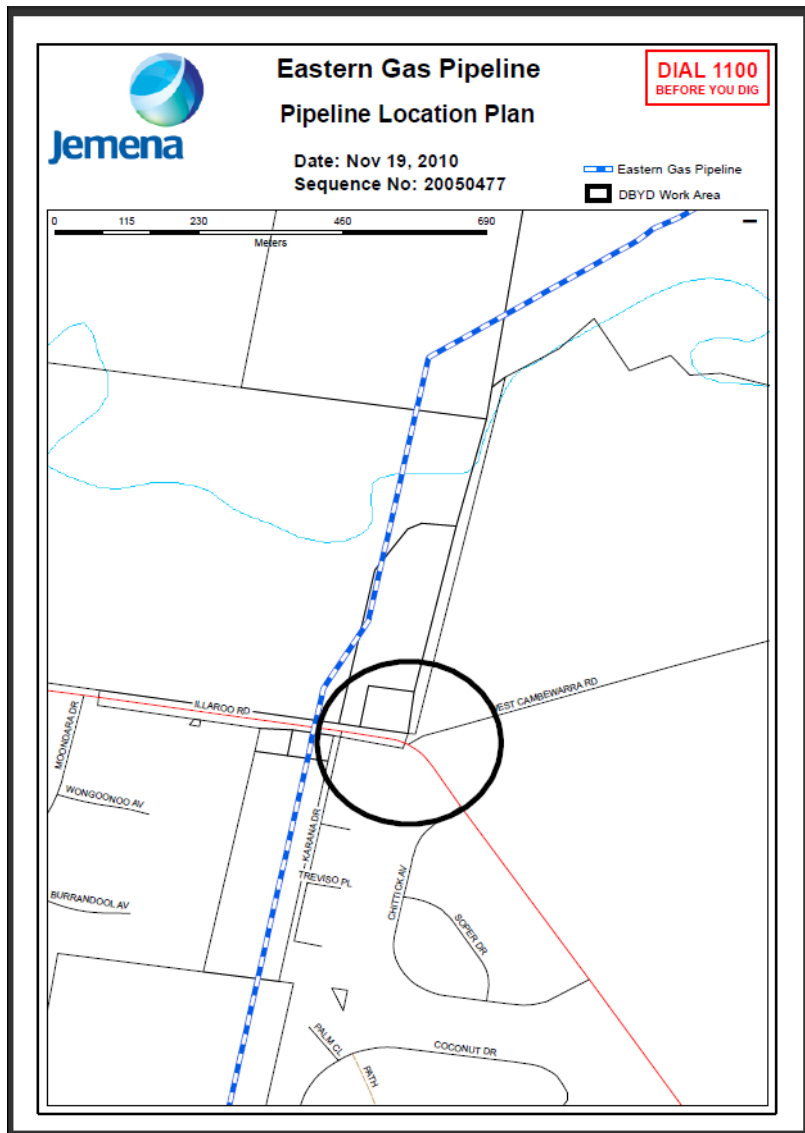 Jemena
Eastern Gas Pipeline
Pipeline Location Plan
Date: Nov 19, 2010
Sequence No: 20050477
DIAL 1100
BEFORE YOU DIG
Eastern Gas Pipeline
DBYD Work Area
0 115 230 460 690
Meters
ILLAROO RD
WEST CAMBEWARRA RD
MOONDARA DR
WONGOONOO AV
BURRANDOOL AV
KARANA DR
TREVISO PL
CHITTICK AV
SOPER DR
PALM CL
PATH
COCONUT DR